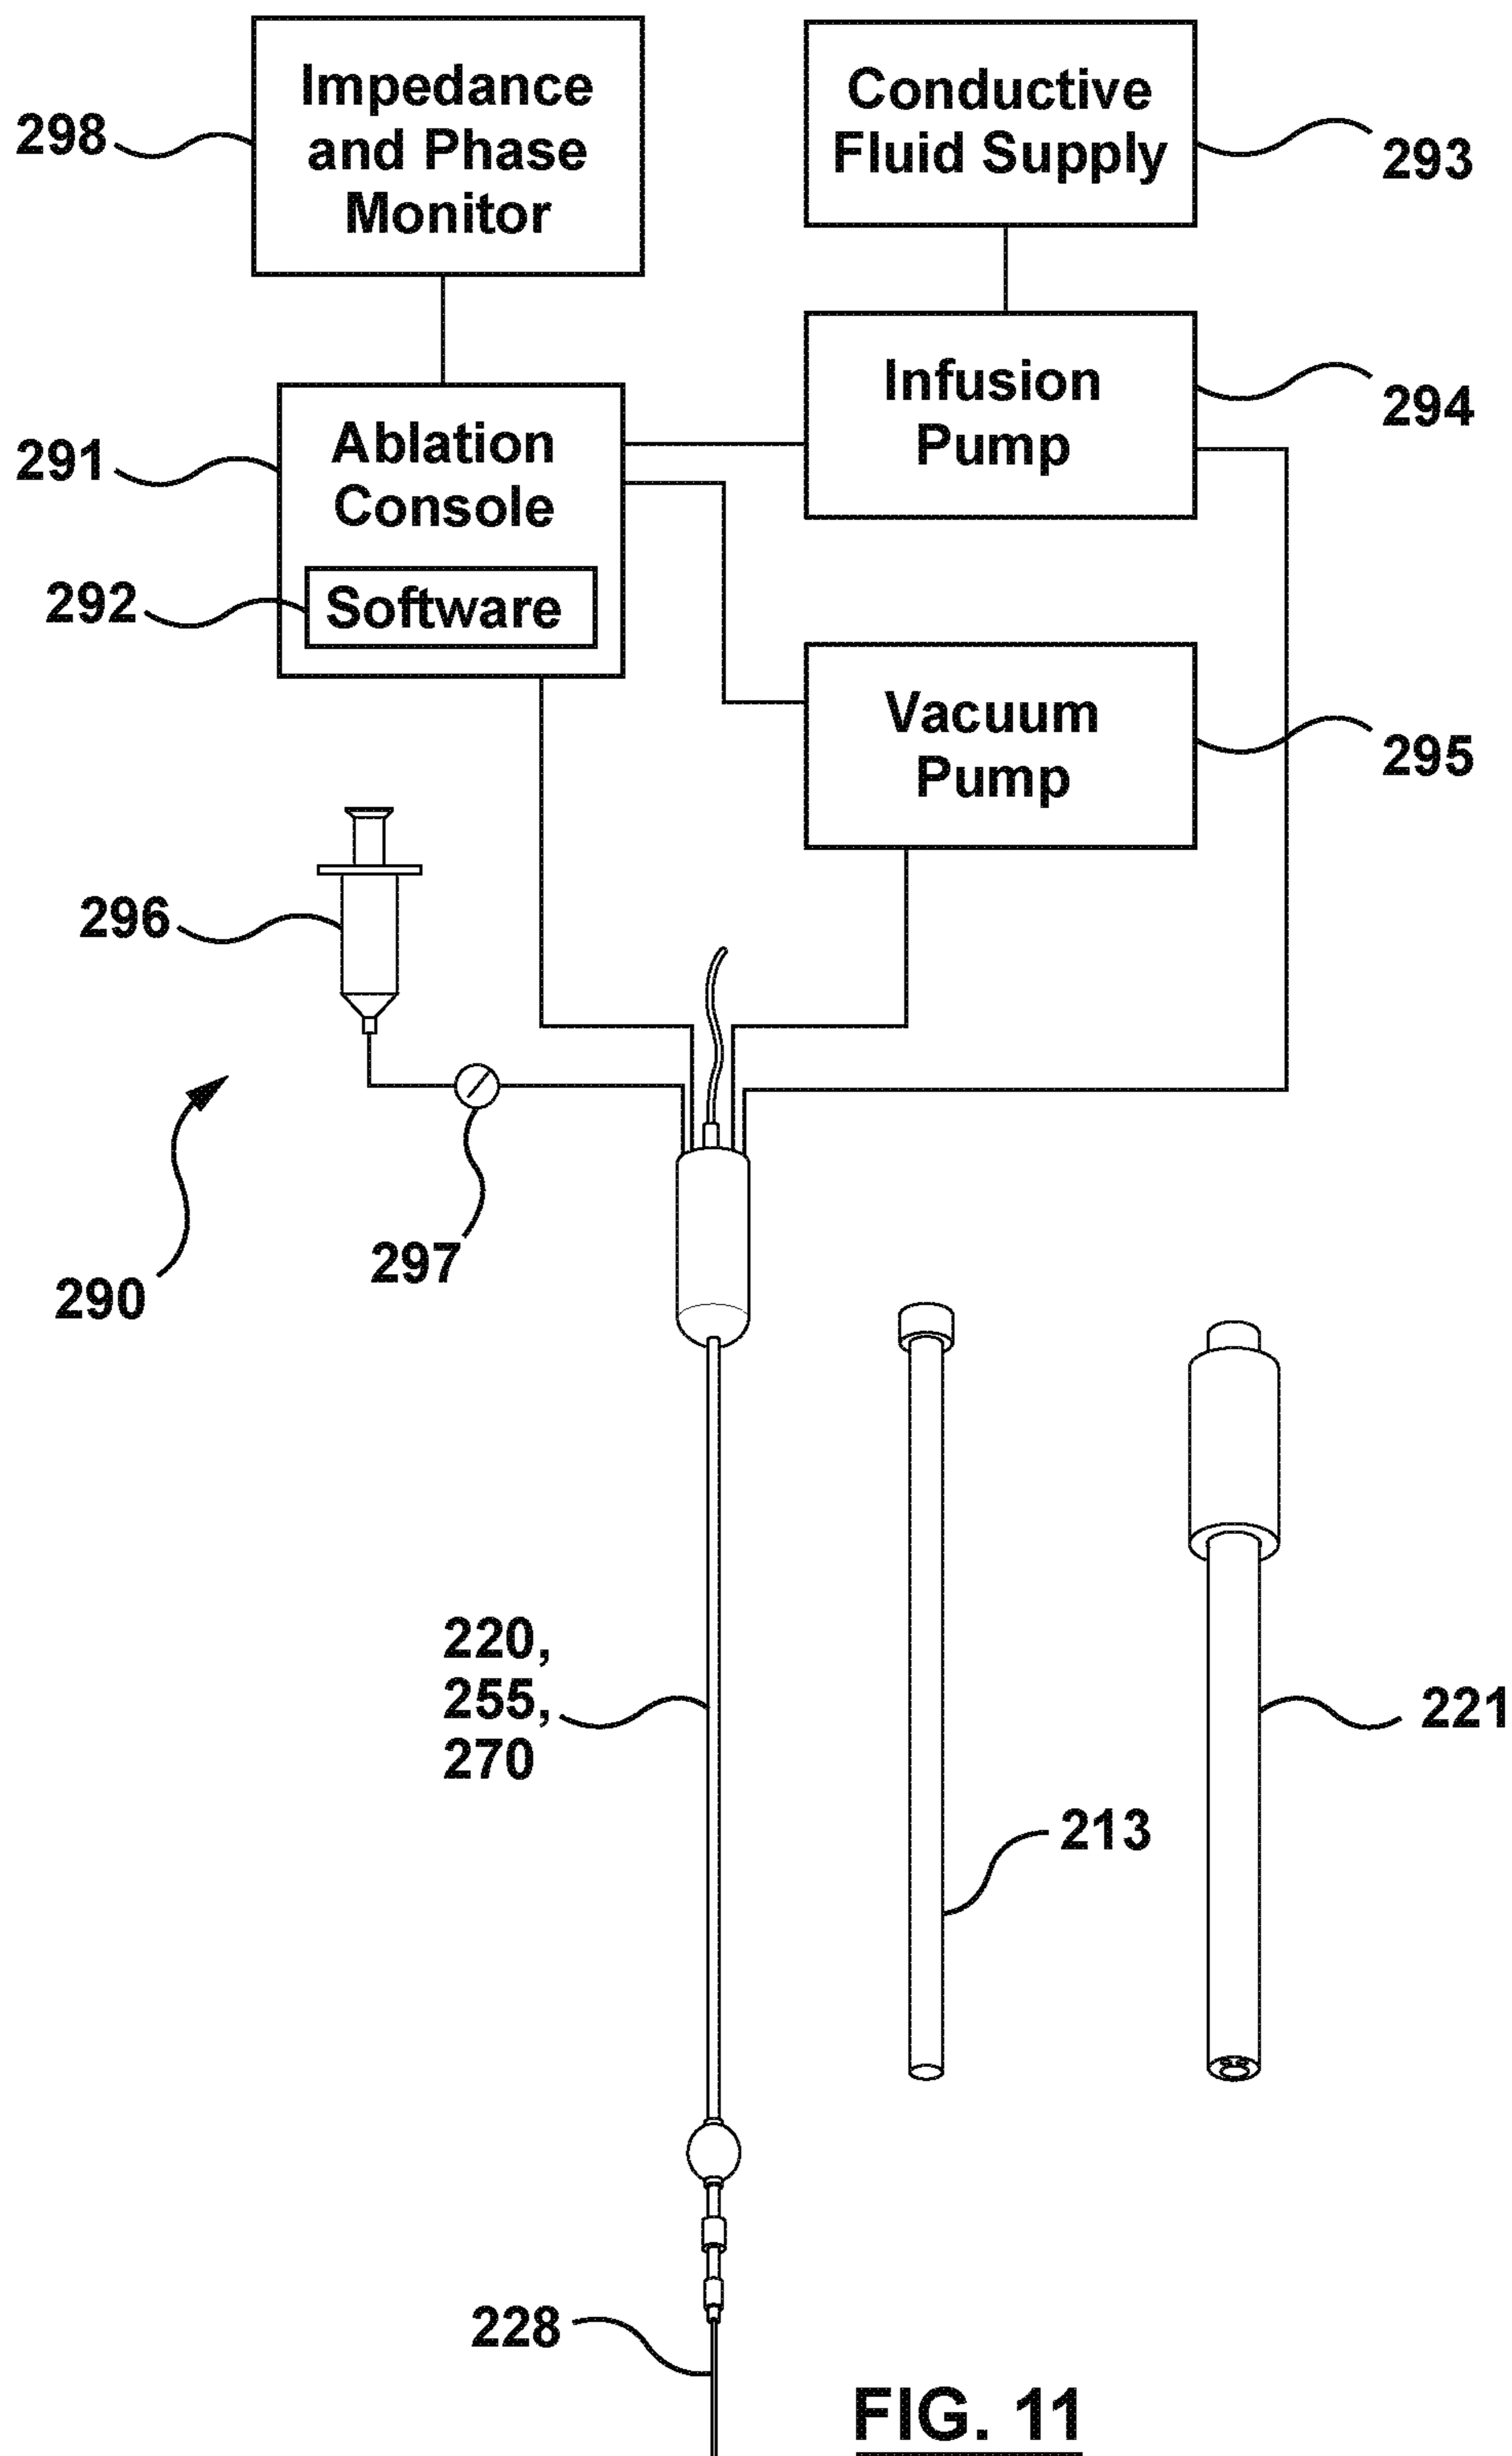 Impedance
and Phase
Monitor
298
Conductive
Fluid Supply
293
Infusion
Pump
294
Ablation
Console
291
Software
292
Vacuum
Pump
295
296
297
290
220,
255,
270
221
213
228
FIG. 11